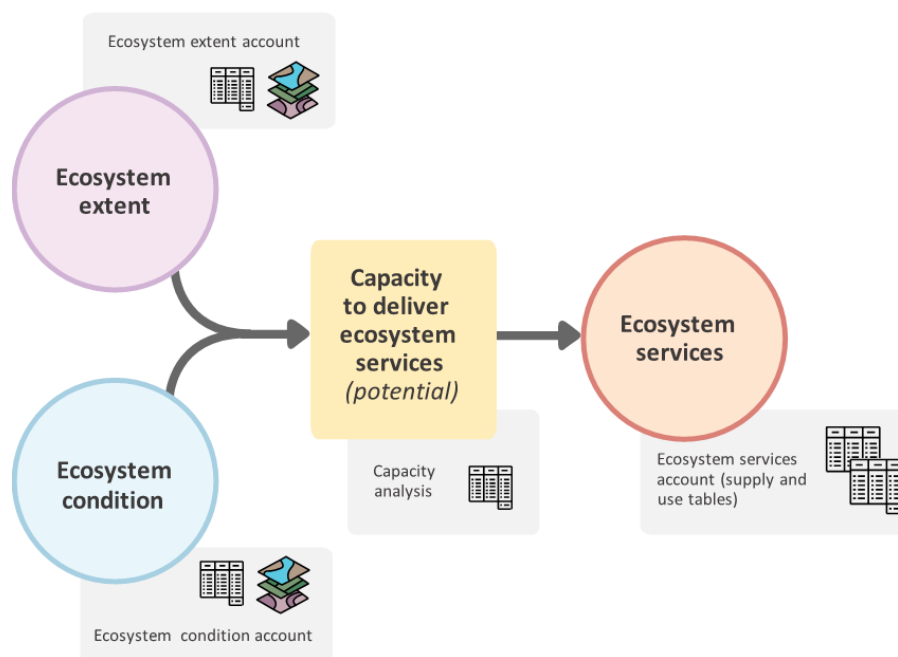 Ecosystem extent account
Ecosystem
extent
Capacity
to deliver
ecosystem
services
(potential)
Ecosystem
services
Ecosystem
condition
Capacity
analysis
Ecosystem services
account (supply and
use tables)
Ecosystem condition account